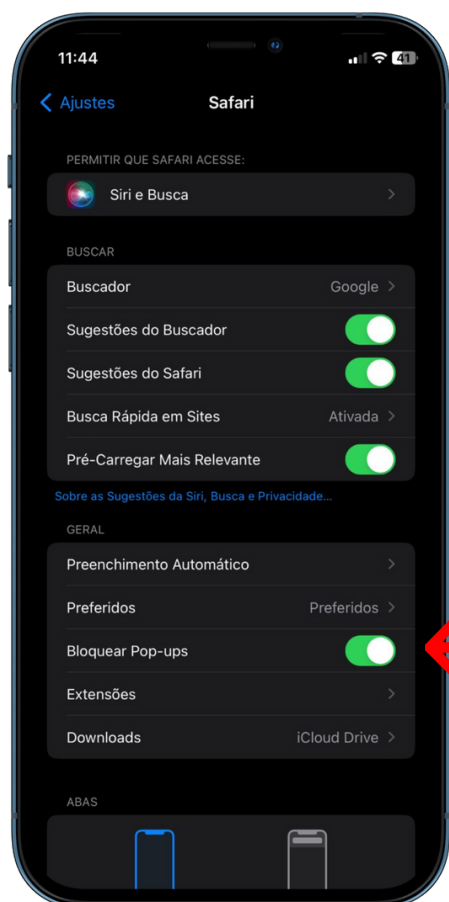 11:44
41
Ajustes
Safari
PERMITIR QUE SAFARI ACESSE:
Siri e Busca
BUSCAR
Buscador Google
Sugestões do Buscador
Sugestões do Safari
Busca Rápida em Sites Ativada
Pré-Carregar Mais Relevante
Sobre as Sugestões da Siri, Busca e Privacidade...
GERAL
Preenchimento Automático
Preferidos Preferidos
Bloquear Pop-ups
Extensões
Downloads iCloud Drive
ABAS